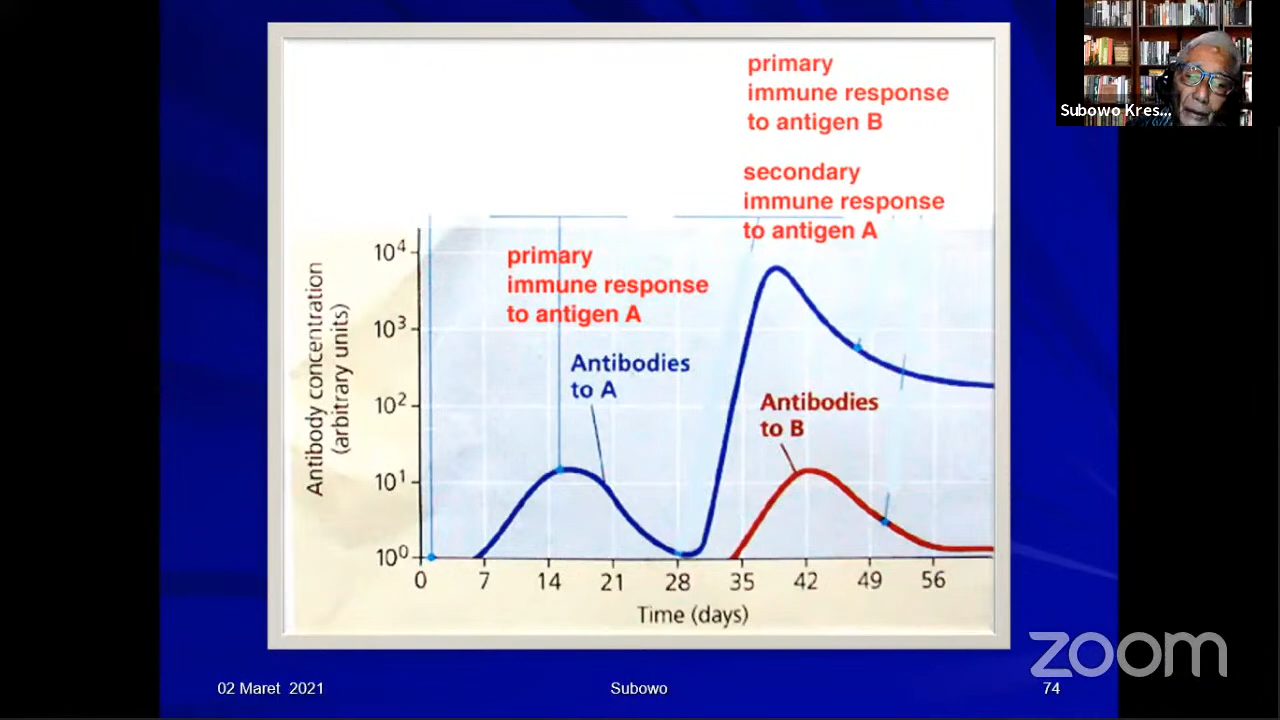 primary
immune response
to antigen B
Subowo Kres...
secondary
immune response
to antigen A
primary
immune response
to antigen A
Antibody concentration
(arbitrary units)
10⁴
10³
10²
10¹
10⁰
Antibodies
to A
Antibodies
to B
0 7 14 21 28 35 42 49 56
Time (days)
zoom
02 Maret 2021 Subowo 74